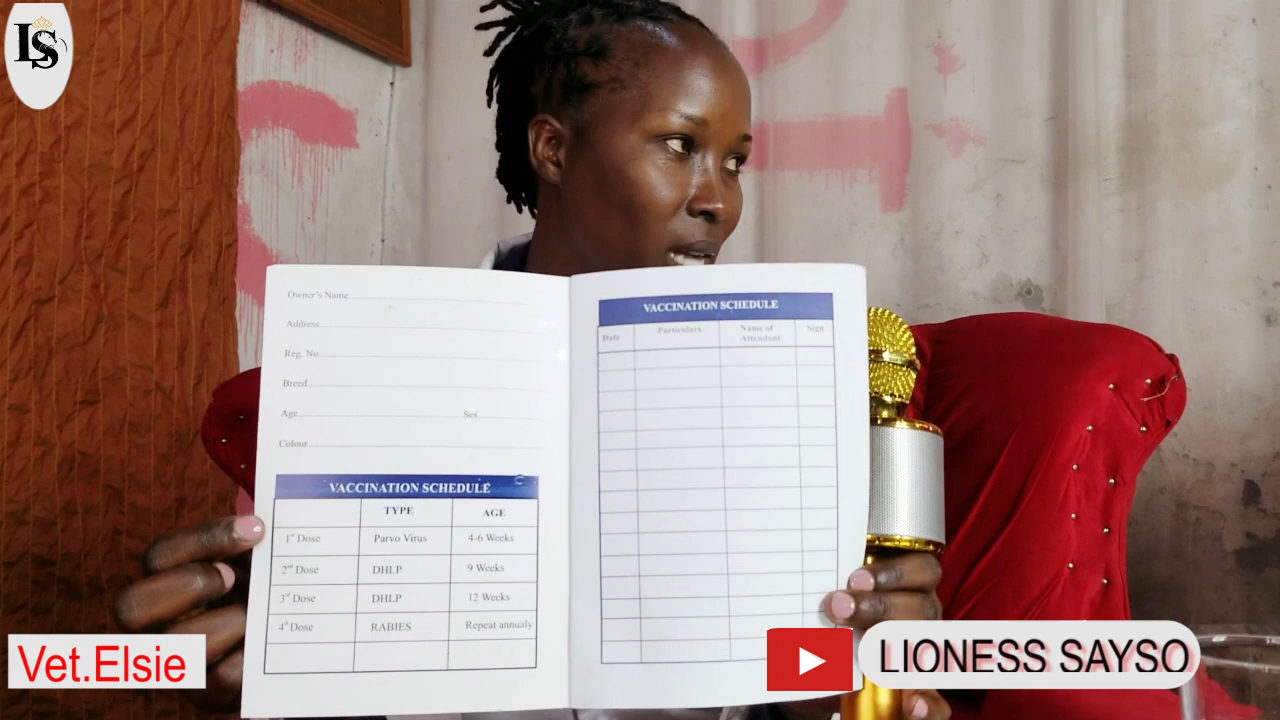 LS
Owner's Name
Address
Reg. No
Breed
Age Sex
Colour
VACCINATION SCHEDULE
TYPE AGE
1st Dose Parvo Virus 4-6 Weeks
2nd Dose DHLP 9 Weeks
3rd Dose DHLP 12 Weeks
4th Dose RABIES Repeat annualy
VACCINATION SCHEDULE
Date Particulars Name of Attendant Sign
Vet.Elsie
LIONESS SAYSO